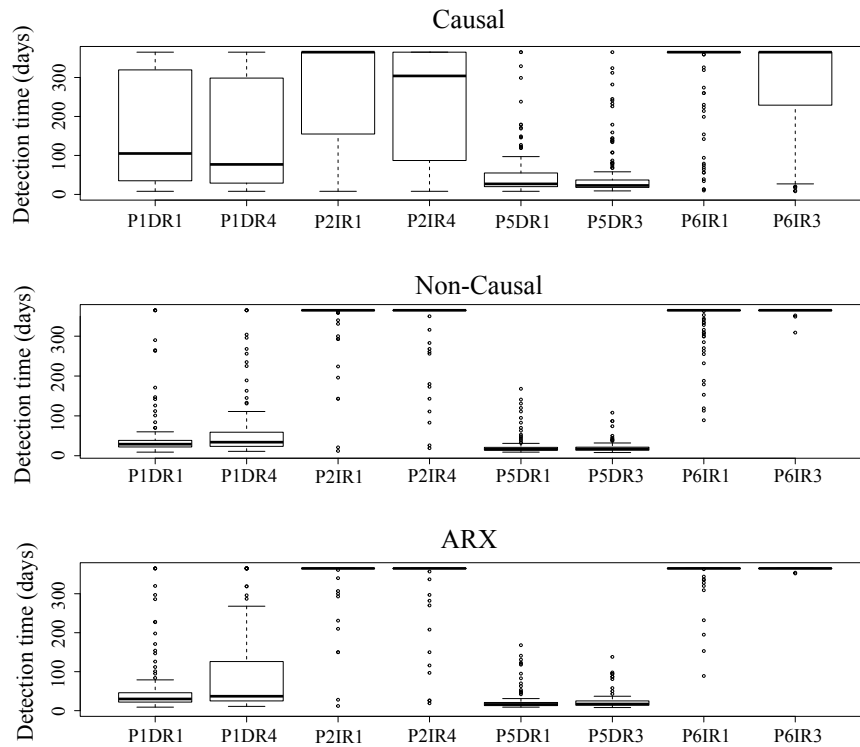 Causal
Detection time (days)
300
200
100
0
P1DR1 P1DR4 P2IR1 P2IR4 P5DR1 P5DR3 P6IR1 P6IR3
Non-Causal
Detection time (days)
300
200
100
0
P1DR1 P1DR4 P2IR1 P2IR4 P5DR1 P5DR3 P6IR1 P6IR3
ARX
Detection time (days)
300
200
100
0
P1DR1 P1DR4 P2IR1 P2IR4 P5DR1 P5DR3 P6IR1 P6IR3